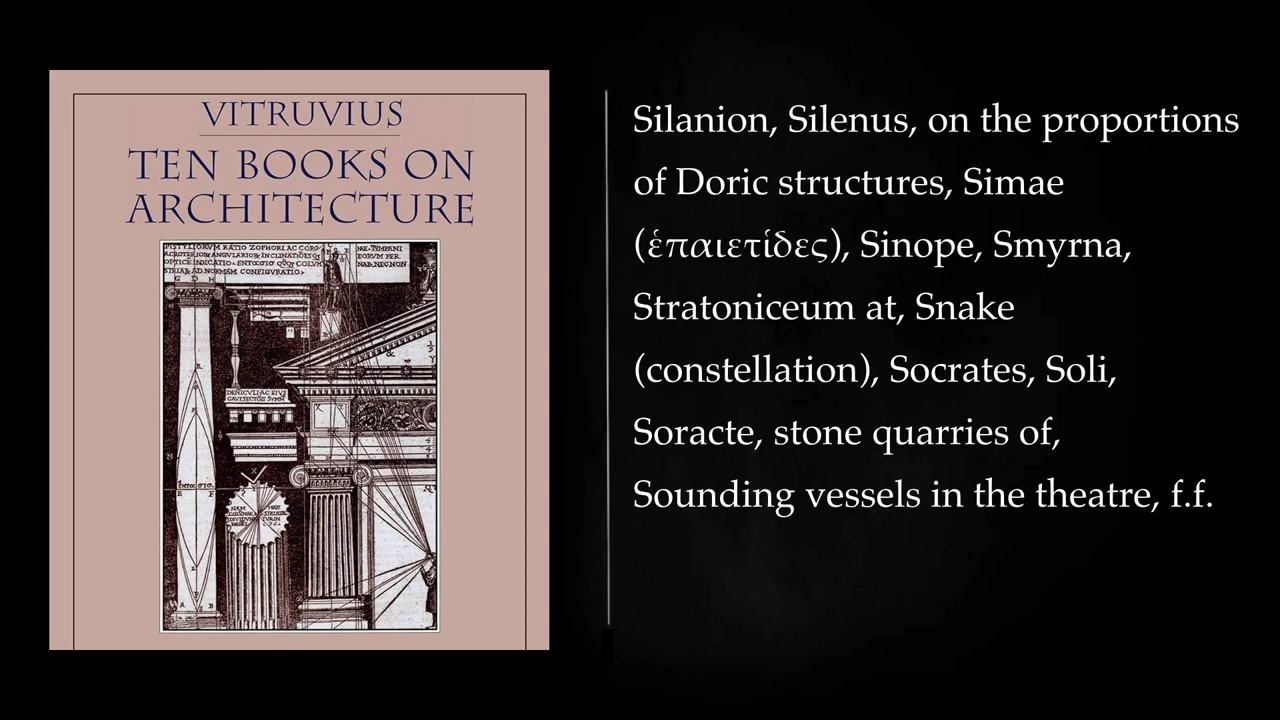 VITRUVIUS
TEN BOOKS ON
ARCHITECTURE
Silanion, Silenus, on the proportions
of Doric structures, Simae
(ἐπαιετίδες), Sinope, Smyrna,
Stratoniceum at, Snake
(constellation), Socrates, Soli,
Soracte, stone quarries of,
Sounding vessels in the theatre, f.f.